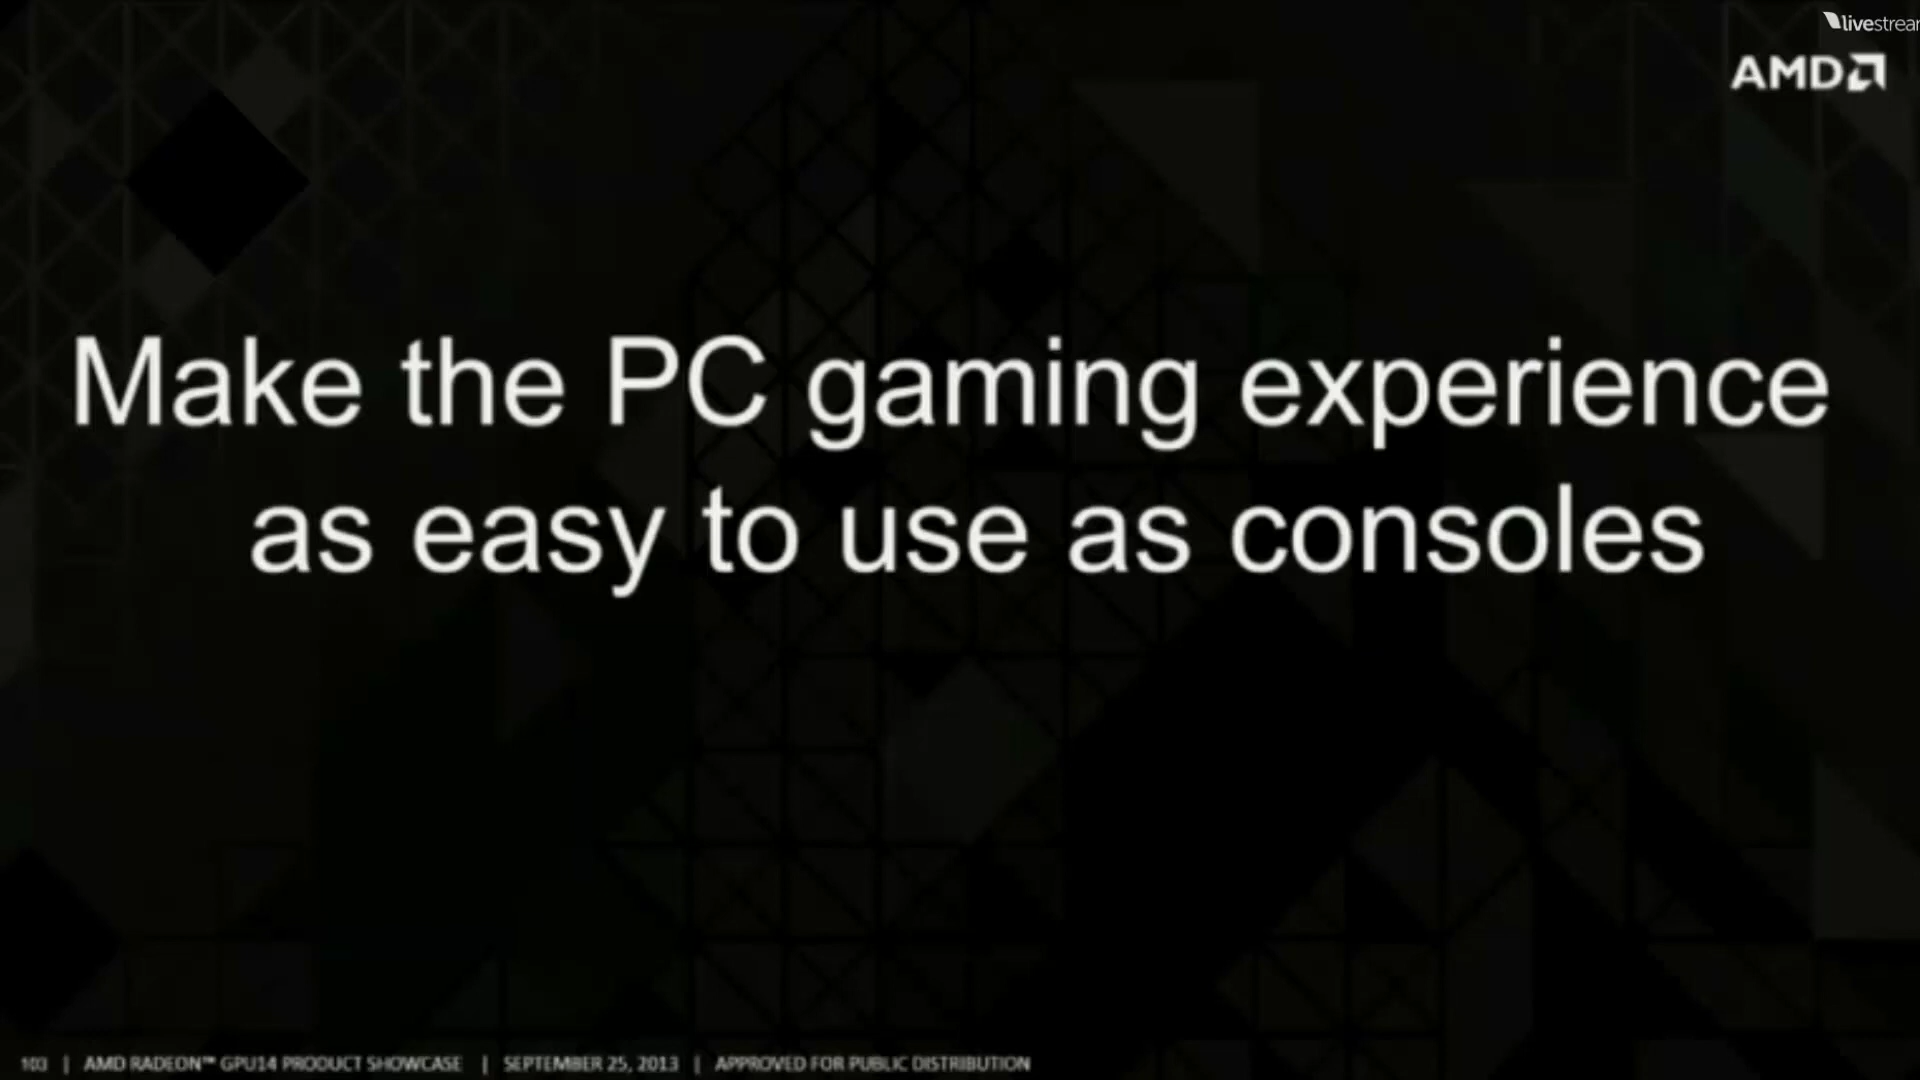 livestream
AMD
Make the PC gaming experience
as easy to use as consoles
103 | AMD RADEON™ GPU14 PRODUCT SHOWCASE | SEPTEMBER 25, 2013 | APPROVED FOR PUBLIC DISTRIBUTION